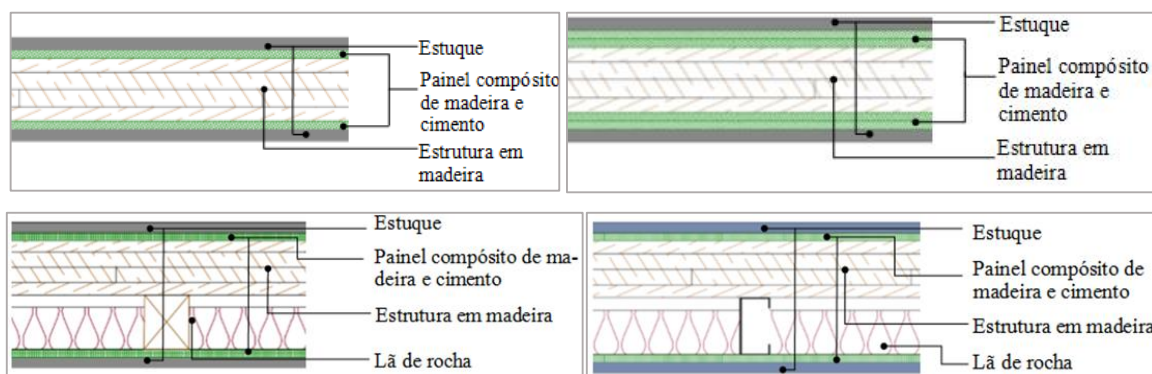 Estuque
Painel compósito
de madeira e
cimento
Estrutura em
madeira
Estuque
Painel compósito
de madeira e
cimento
Estrutura em
madeira
Estuque
Painel compósito de ma-
deira e cimento
Estrutura em madeira
Lã de rocha
Estuque
Painel compósito de
madeira e cimento
Estrutura em madeira
Lã de rocha